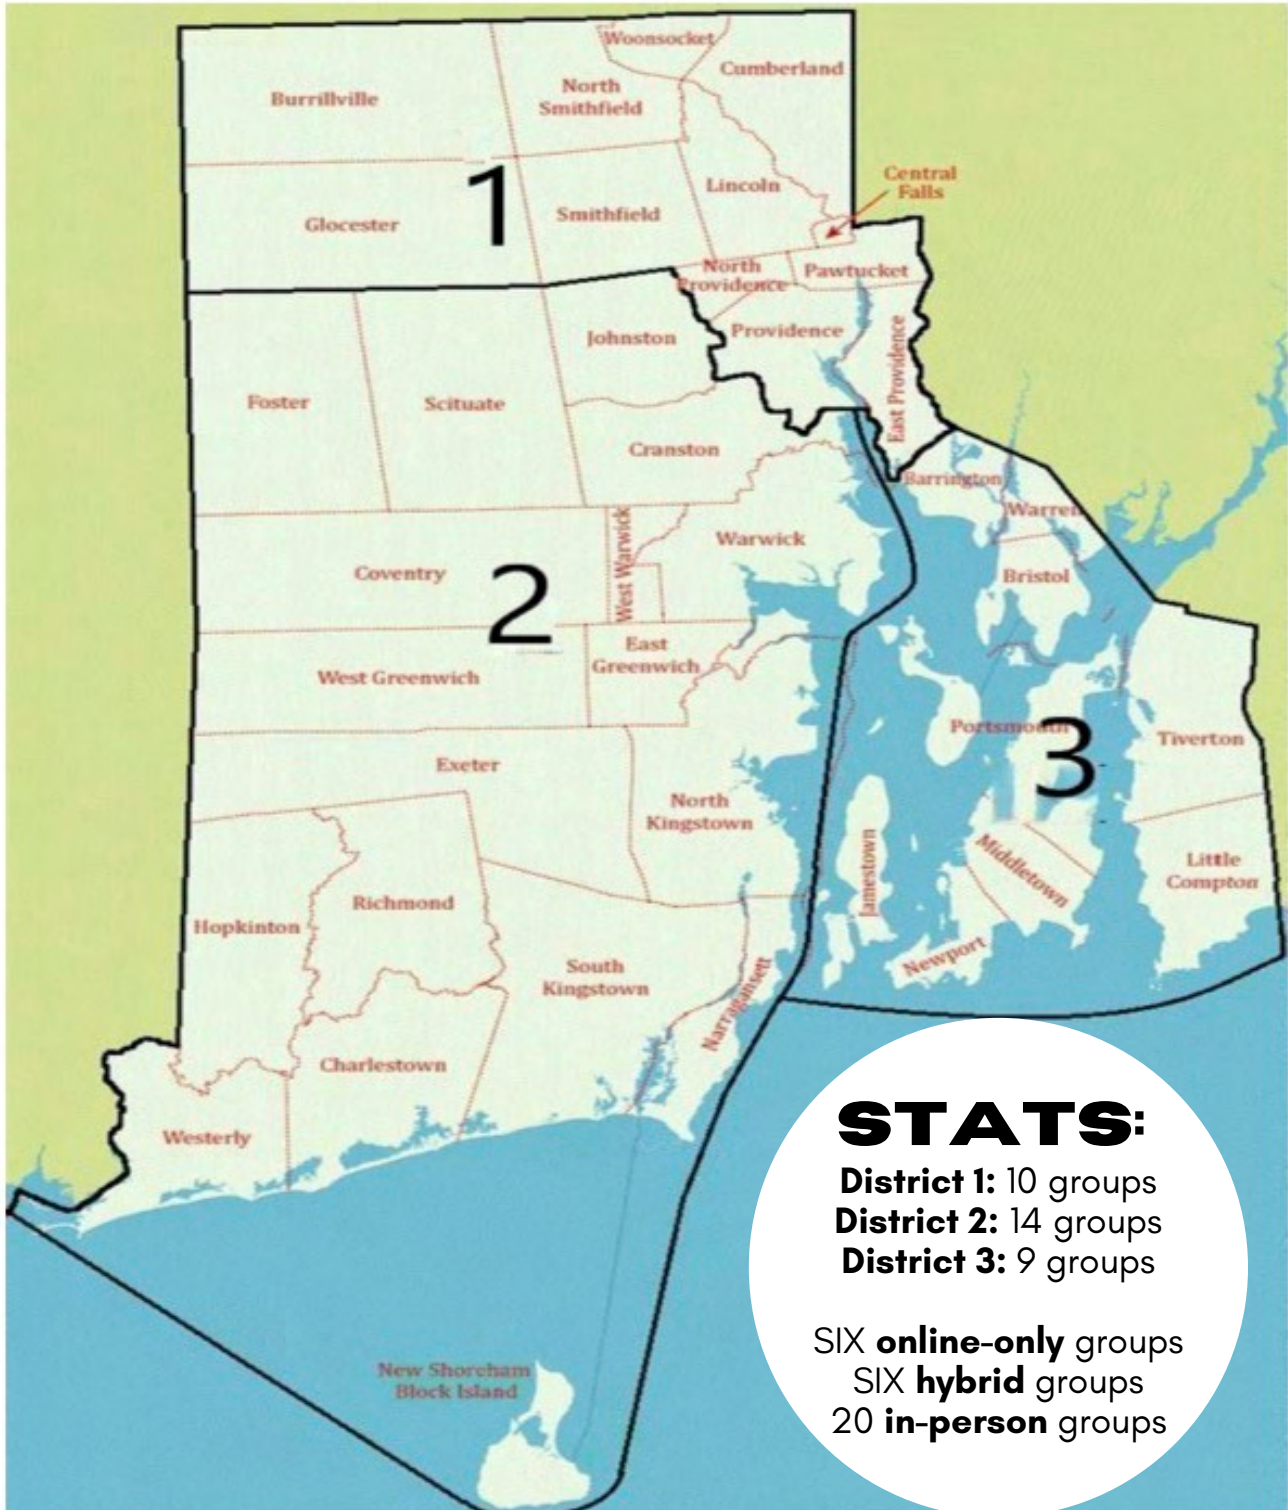 Woonsocket
Cumberland
Burrillville
North
Smithfield
Central
Falls
Lincoln
1
Glocester
Smithfield
North
Providence
Pawtucket
Johnston
Providence
East Providence
Foster
Scituate
Cranston
Barrington
Warren
West Warwick
Warwick
Coventry
2
Bristol
East
Greenwich
West Greenwich
Portsmouth
3
Tiverton
Exeter
North
Kingstown
Jamestown
Middletown
Little
Compton
Richmond
Hopkinton
South
Kingstown
Newport
Narragansett
Charlestown
Westerly
New Shoreham
Block Island
STATS:
District 1: 10 groups
District 2: 14 groups
District 3: 9 groups
SIX online-only groups
SIX hybrid groups
20 in-person groups